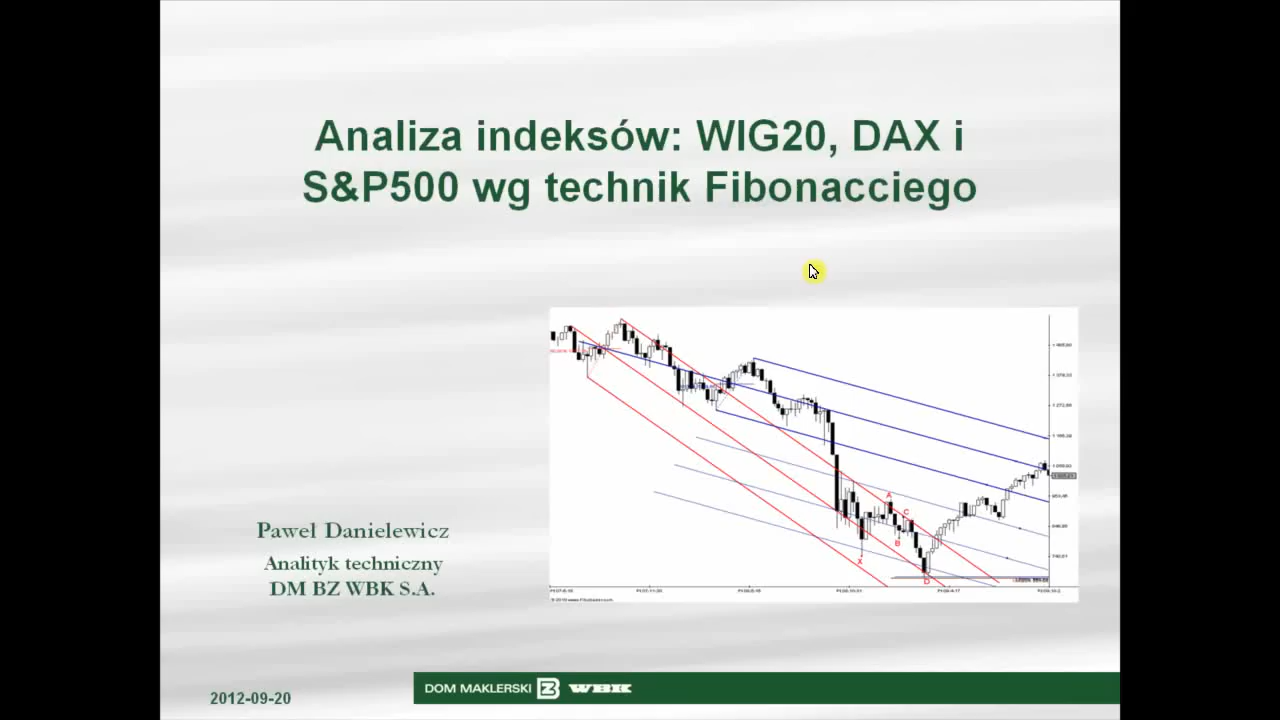 Analiza indeksów: WIG20, DAX i
S&P500 wg technik Fibonacciego
A
C
B
X
D
Paweł Danielewicz
Analityk techniczny
DM BZ WBK S.A.
2012-09-20
DOM MAKLERSKI Z WBK